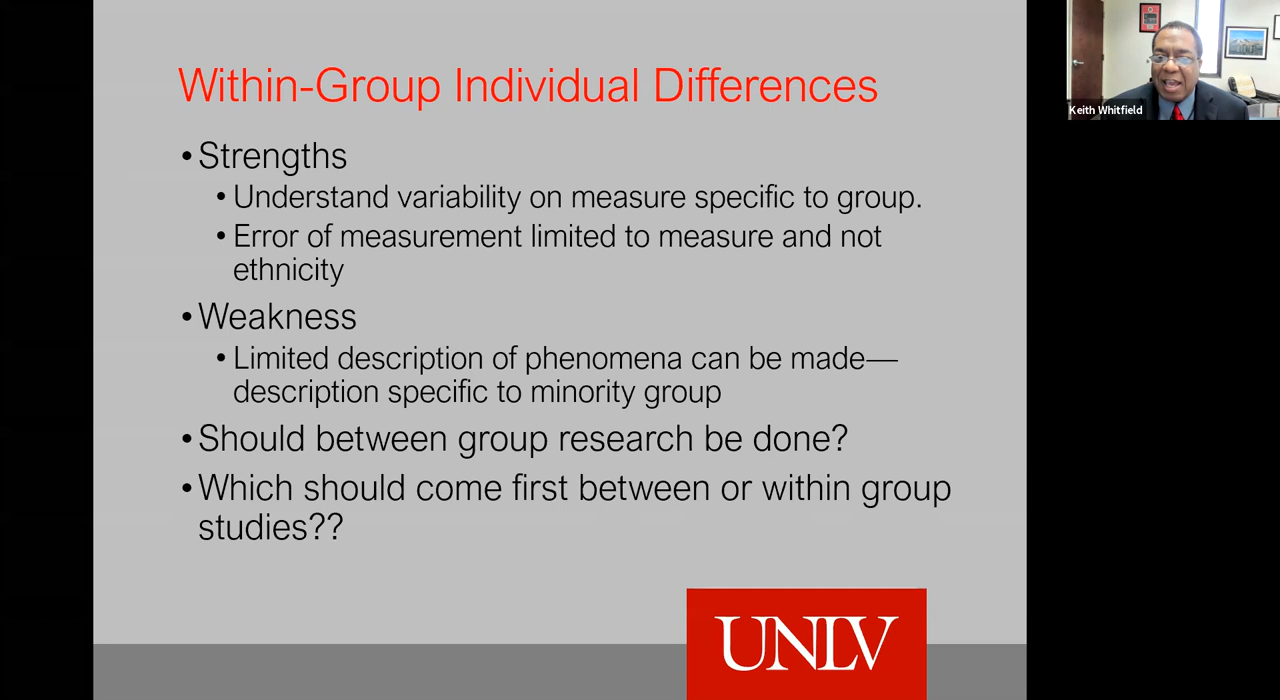 Within-Group Individual Differences
• Strengths
• Understand variability on measure specific to group.
• Error of measurement limited to measure and not
ethnicity
• Weakness
• Limited description of phenomena can be made—
description specific to minority group
• Should between group research be done?
• Which should come first between or within group
studies??
UNLV
Keith Whitfield